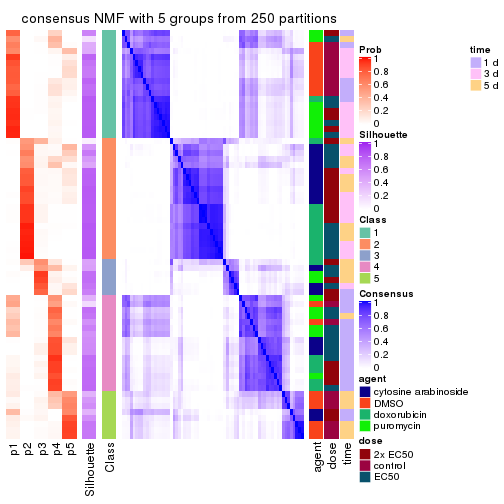 consensus NMF with 5 groups from 250 partitions
Prob
1
0.8
0.6
0.4
0.2
0
time
1 d
3 d
5 d
Silhouette
1
0.8
0.6
0.4
0.2
0
Class
1
2
3
4
5
Consensus
1
0.8
0.6
0.4
0.2
0
agent
cytosine arabinoside
DMSO
doxorubicin
puromycin
dose
2x EC50
control
EC50
p1
p2
p3
p4
p5
Silhouette
Class
agent
dose
time